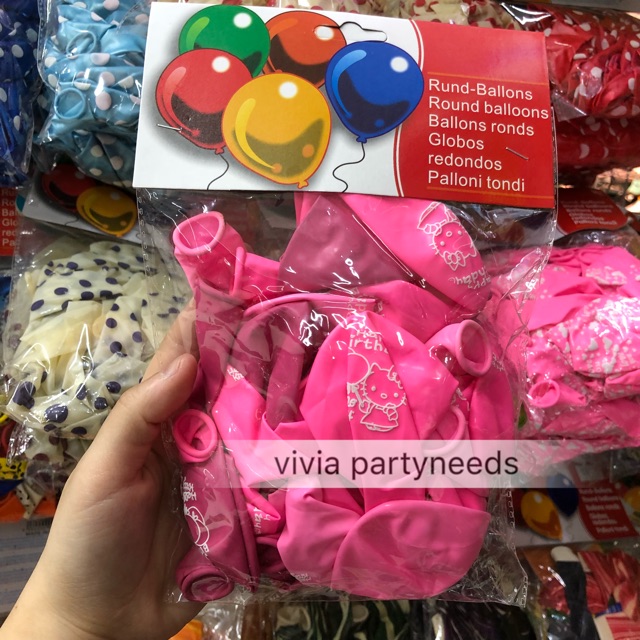 Rund-Ballons
Round balloons
Ballons ronds
Globos
redondos
Palloni tondi
vivia partyneeds